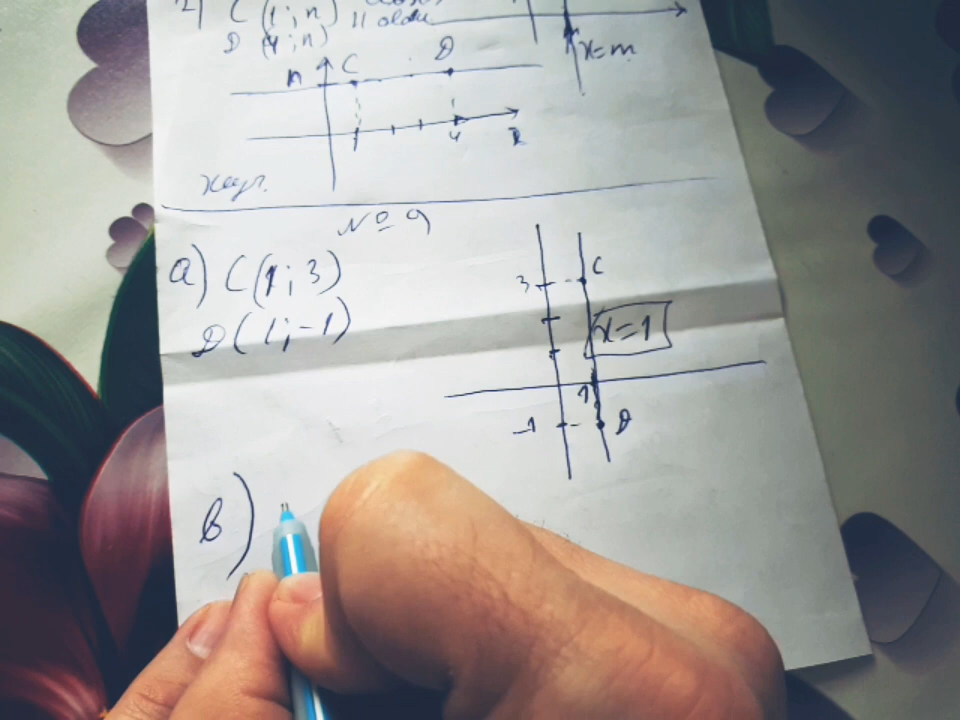 2) C (1; n)
D (4; n)
x=m
n C D
1 4
№ 9
a) C(1; 3)
D(1; -1)
3 C
x=1
1
-1 D
в)